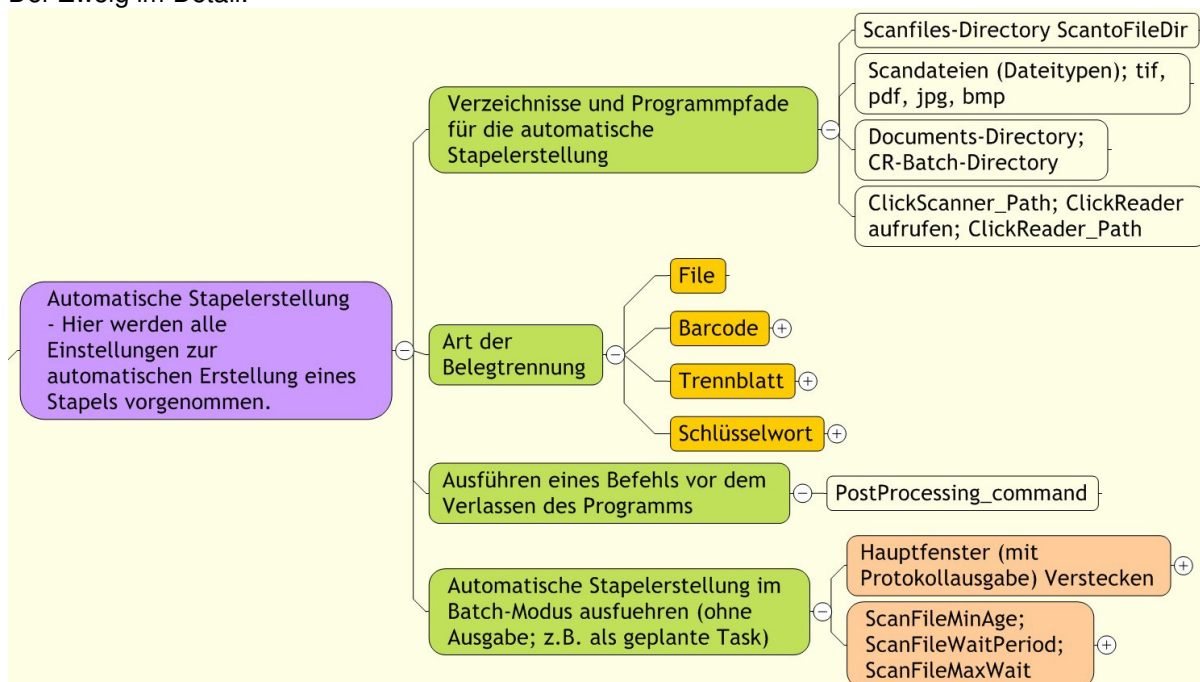 Der Zweig im Detail:
Scanfiles-Directory ScantoFileDir
Scandateien (Dateitypen); tif,
pdf, jpg, bmp
Verzeichnisse und Programmpfade
für die automatische
Stapelerstellung
Documents-Directory;
CR-Batch-Directory
ClickScanner_Path; ClickReader
aufrufen; ClickReader_Path
Automatische Stapelerstellung
- Hier werden alle
Einstellungen zur
automatischen Erstellung eines
Stapels vorgenommen.
Art der
Belegtrennung
File
Barcode
Trennblatt
Schlüsselwort
Ausführen eines Befehls vor dem
Verlassen des Programms
PostProcessing_command
Automatische Stapelerstellung im
Batch-Modus ausfuehren (ohne
Ausgabe; z.B. als geplante Task)
Hauptfenster (mit
Protokollausgabe) Verstecken
ScanFileMinAge;
ScanFileWaitPeriod;
ScanFileMaxWait